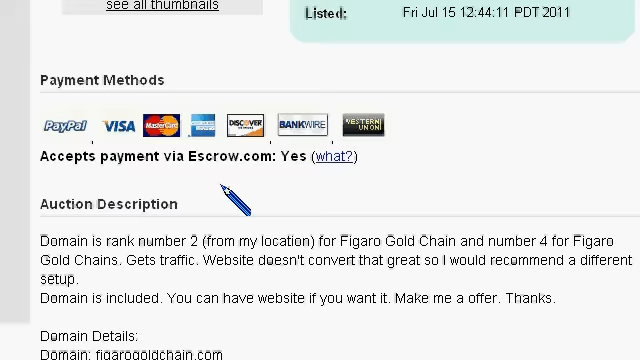 see all thumbnails
Listed: Fri Jul 15 12:44:11 PDT 2011
Payment Methods
PayPal VISA MasterCard DISCOVER BANKWIRE WESTERN UNION
Accepts payment via Escrow.com: Yes (what?)
Auction Description
Domain is rank number 2 (from my location) for Figaro Gold Chain and number 4 for Figaro
Gold Chains. Gets traffic. Website doesn't convert that great so I would recommend a different
setup.
Domain is included. You can have website if you want it. Make me a offer. Thanks.
Domain Details:
Domain: figarogoldchain.com